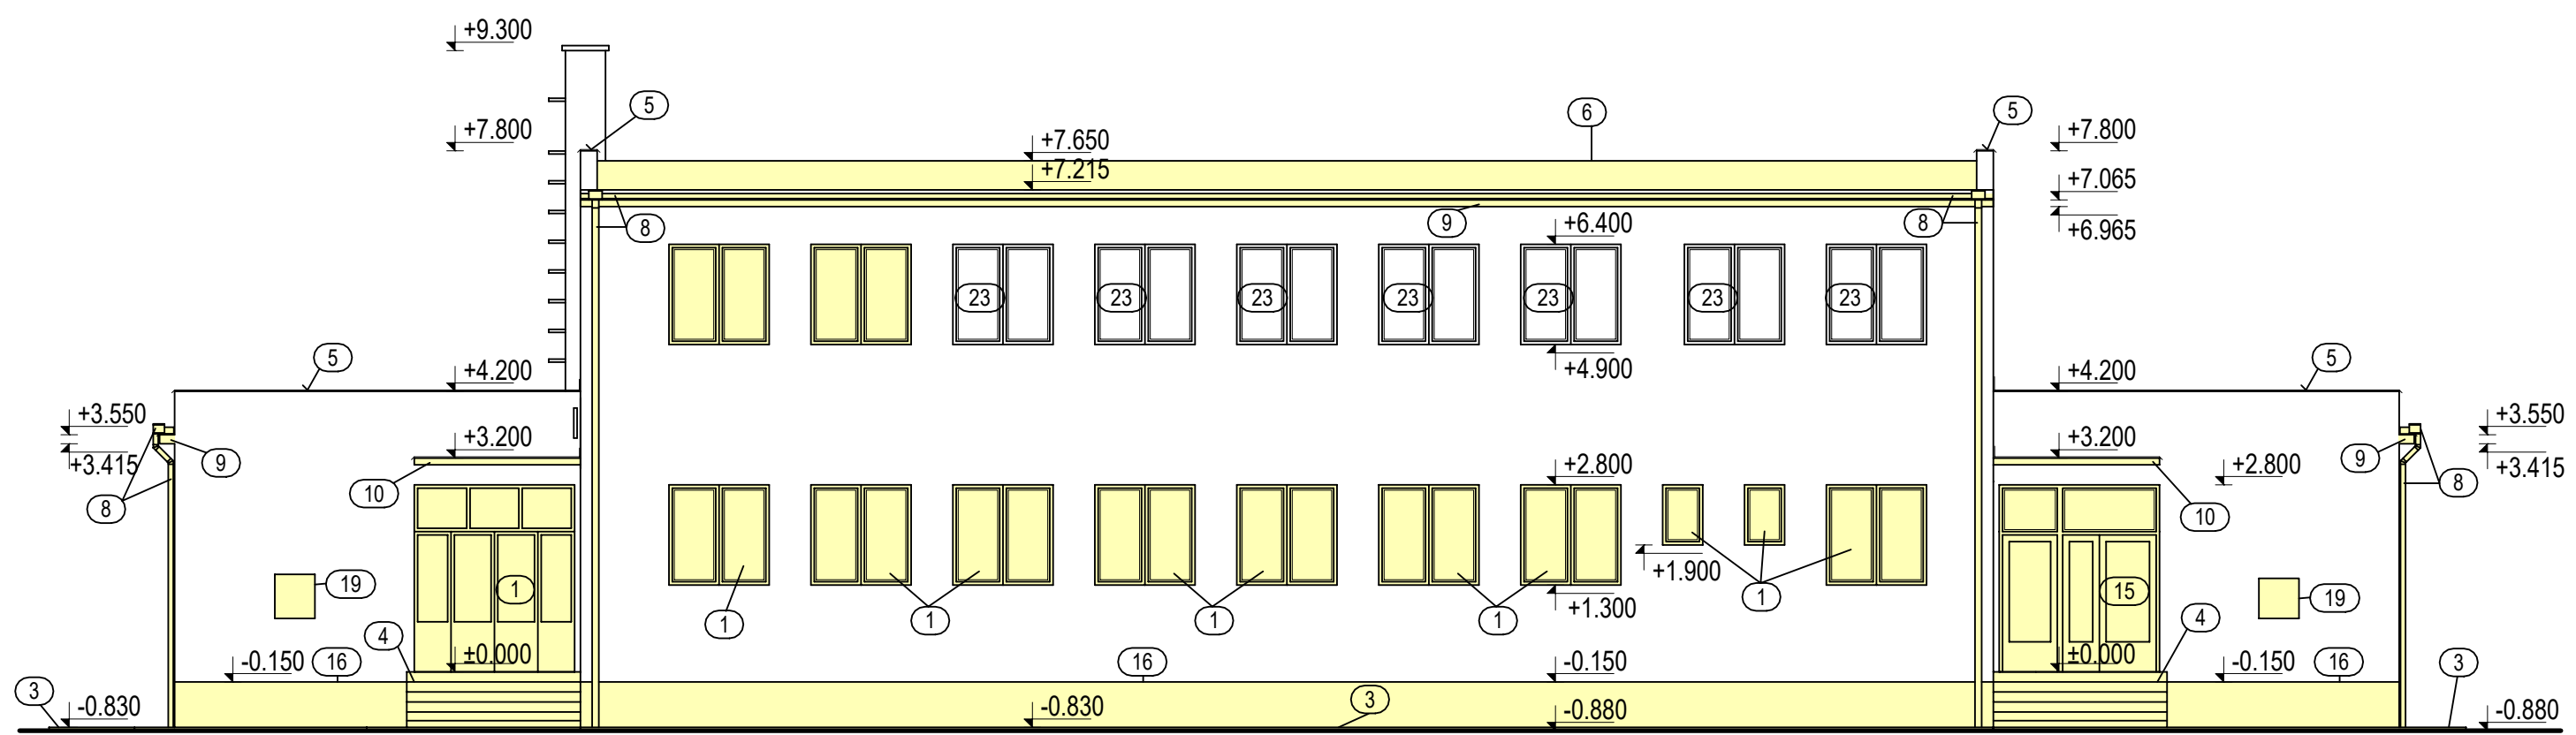 +9.300
5 6 5
+7.800 +7.650 +7.800
+7.215 +7.065
8 9 +6.400 8 +6.965
23 23 23 23 23 23 23
+4.900
5 +4.200 +4.200 5
+3.550 +3.550
+3.415 9 +3.200 +3.200 9 +3.415
8 10 +2.800 +2.800 10 8
+1.900
19 1 1 1 1 1 +1.300 1 15 19
4 4
-0.150 16 ±0.000 16 -0.150 ±0.000 -0.150 16
3 -0.830 -0.830 3 -0.880 3 -0.880